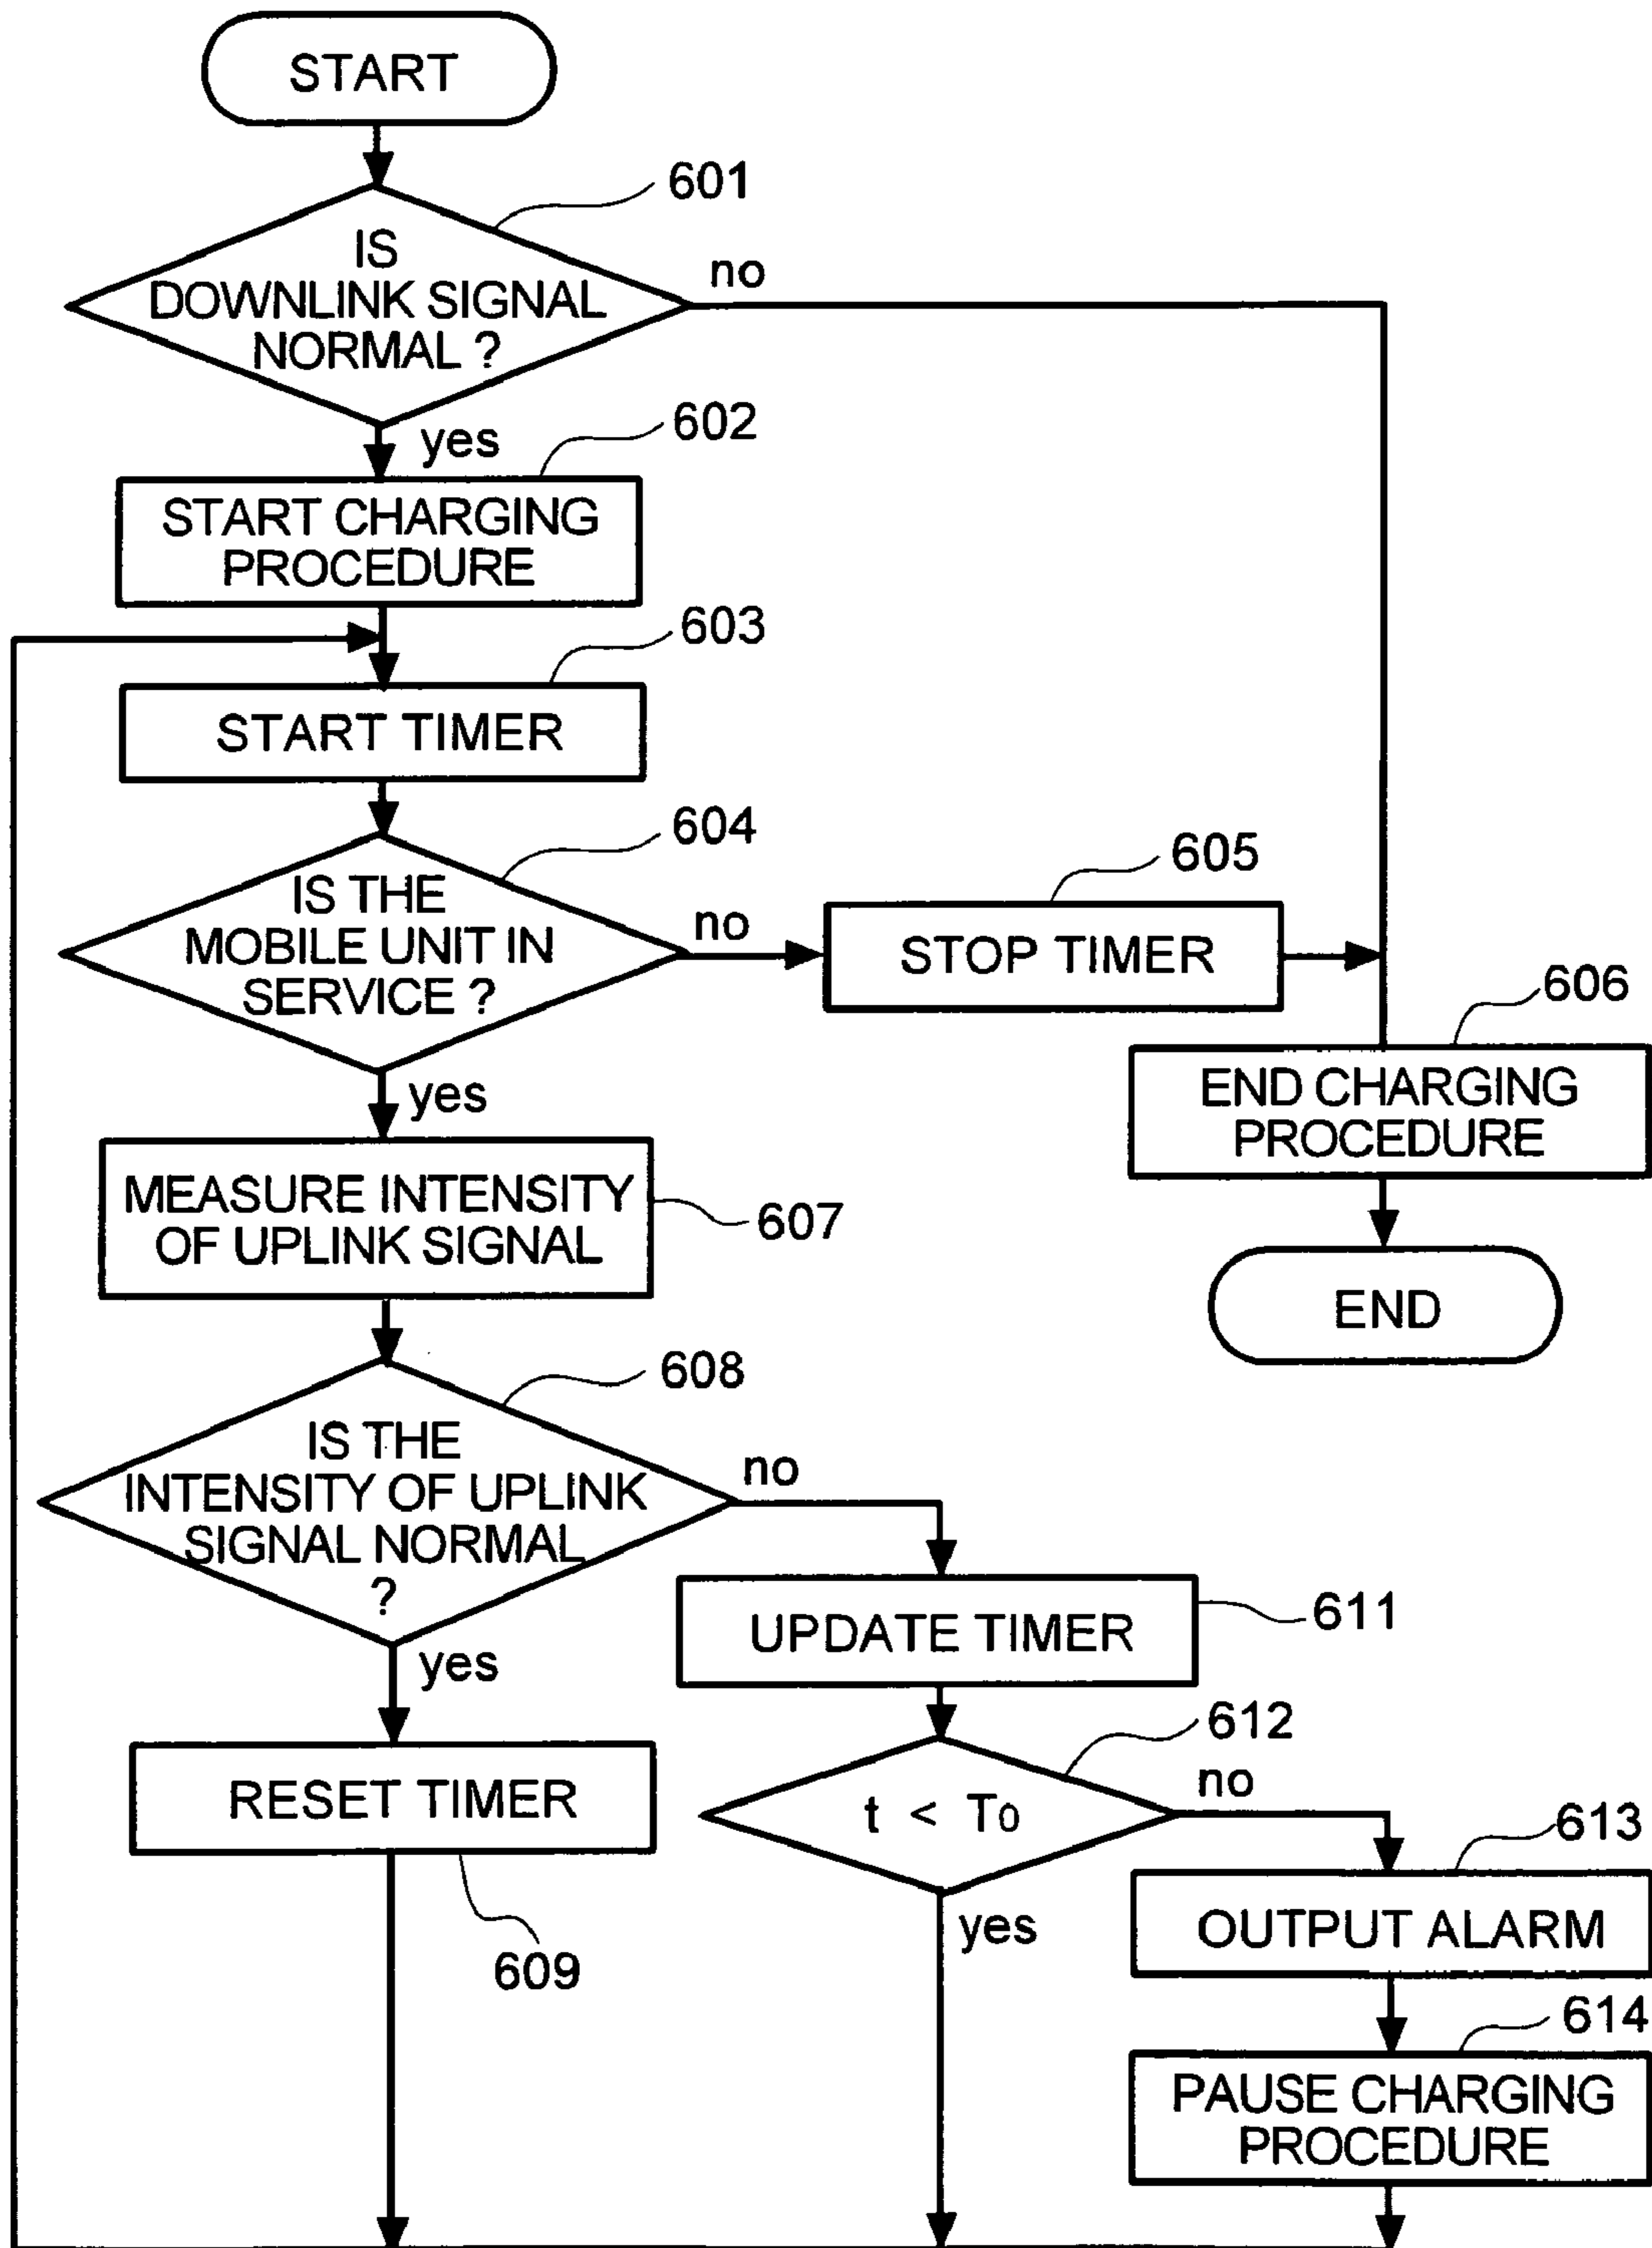 START
601
IS
DOWNLINK SIGNAL
NORMAL ?
no
yes
602
START CHARGING
PROCEDURE
603
START TIMER
604
IS THE
MOBILE UNIT IN
SERVICE ?
no
605
STOP TIMER
606
END CHARGING
PROCEDURE
END
yes
MEASURE INTENSITY
OF UPLINK SIGNAL
607
608
IS THE
INTENSITY OF UPLINK
SIGNAL NORMAL
?
no
yes
611
UPDATE TIMER
612
t < T0
no
yes
RESET TIMER
609
613
OUTPUT ALARM
614
PAUSE CHARGING
PROCEDURE